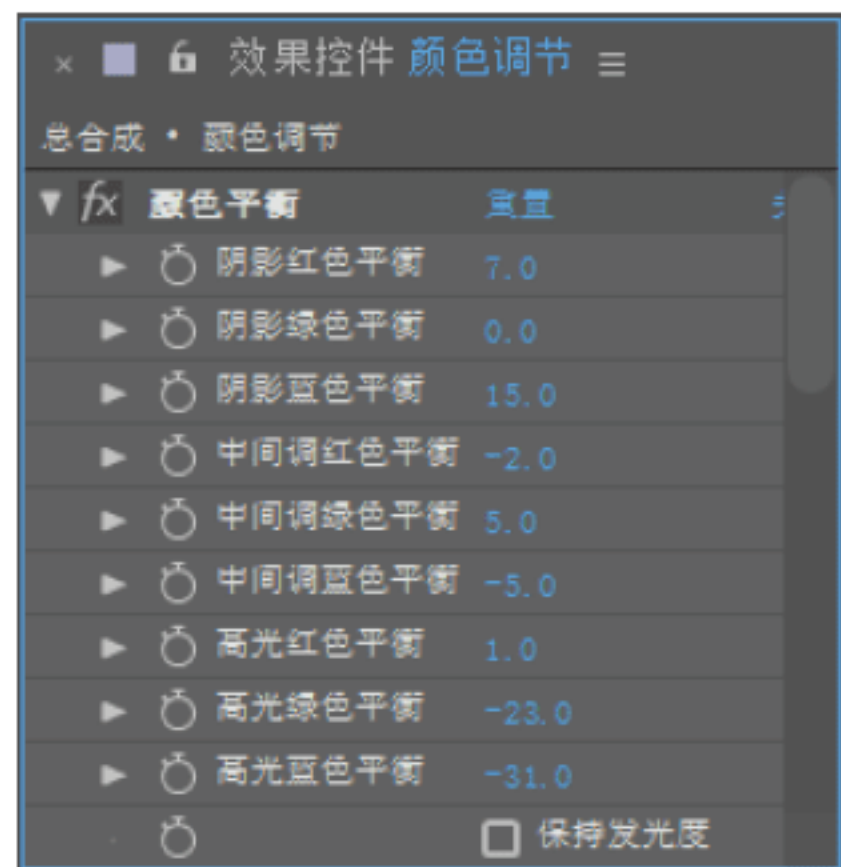 × 效果控件 颜色调节 ≡
总合成 • 颜色调节
fx 颜色平衡 重置
阴影红色平衡 7.0
阴影绿色平衡 0.0
阴影蓝色平衡 15.0
中间调红色平衡 -2.0
中间调绿色平衡 5.0
中间调蓝色平衡 -5.0
高光红色平衡 1.0
高光绿色平衡 -23.0
高光蓝色平衡 -31.0
保持发光度